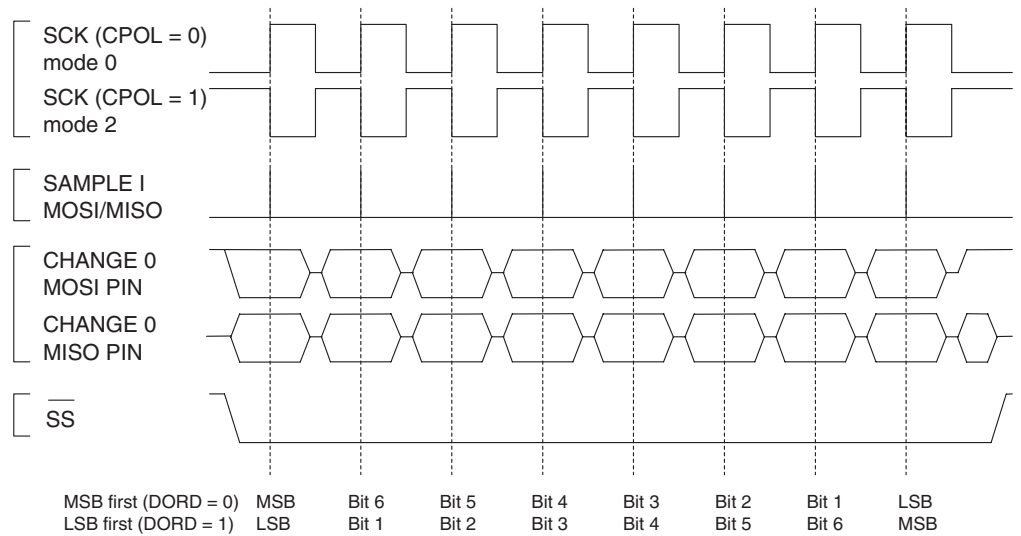 SCK (CPOL = 0)
mode 0
SCK (CPOL = 1)
mode 2
SAMPLE I
MOSI/MISO
CHANGE 0
MOSI PIN
CHANGE 0
MISO PIN
SS
MSB first (DORD = 0) MSB Bit 6 Bit 5 Bit 4 Bit 3 Bit 2 Bit 1 LSB
LSB first (DORD = 1) LSB Bit 1 Bit 2 Bit 3 Bit 4 Bit 5 Bit 6 MSB